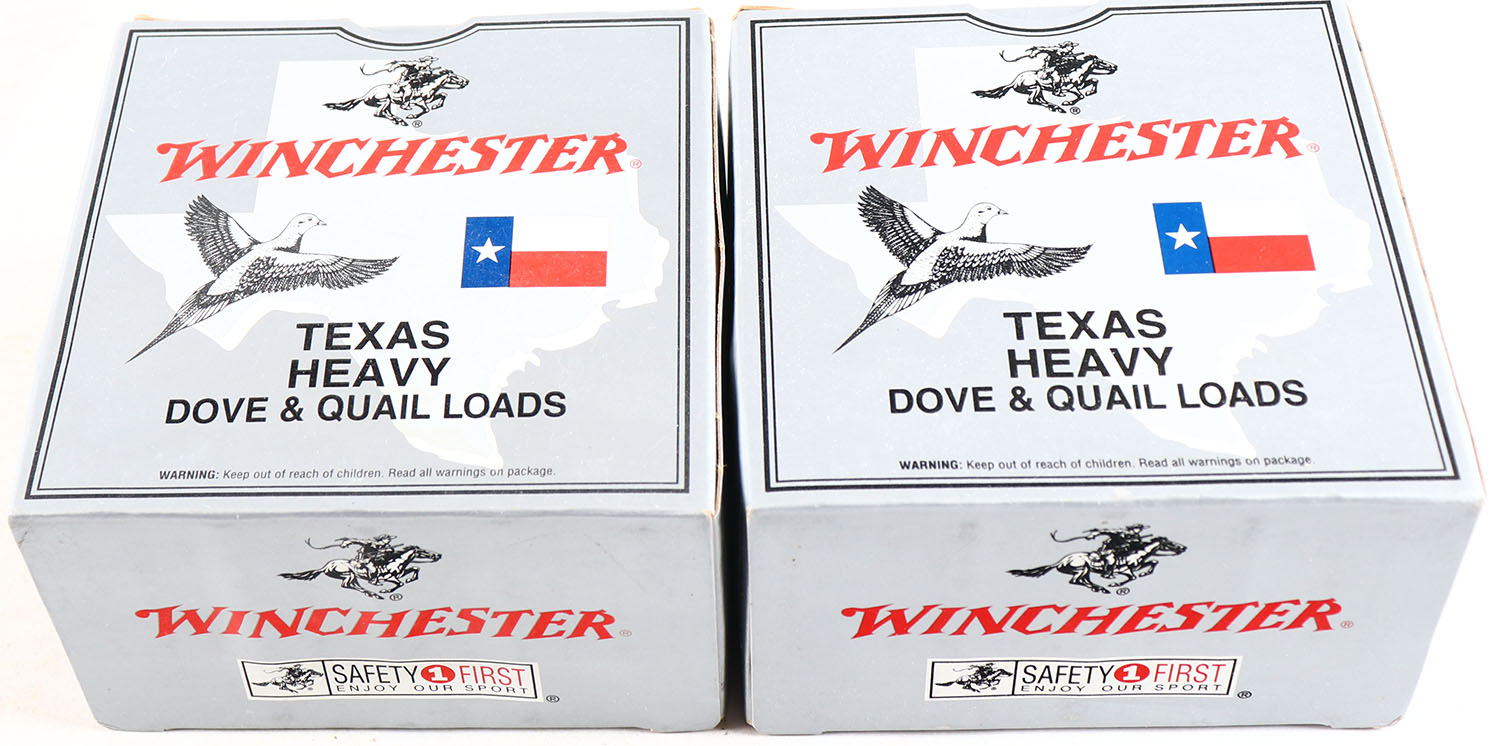 WINCHESTER®
TEXAS
HEAVY
DOVE & QUAIL LOADS
WARNING: Keep out of reach of children. Read all warnings on package.
®
WINCHESTER®
SAFETY 1 FIRST
ENJOY OUR SPORT ®
®
WINCHESTER®
TEXAS
HEAVY
DOVE & QUAIL LOADS
WARNING: Keep out of reach of children. Read all warnings on package.
®
WINCHESTER®
SAFETY 1 FIRST
ENJOY OUR SPORT ®